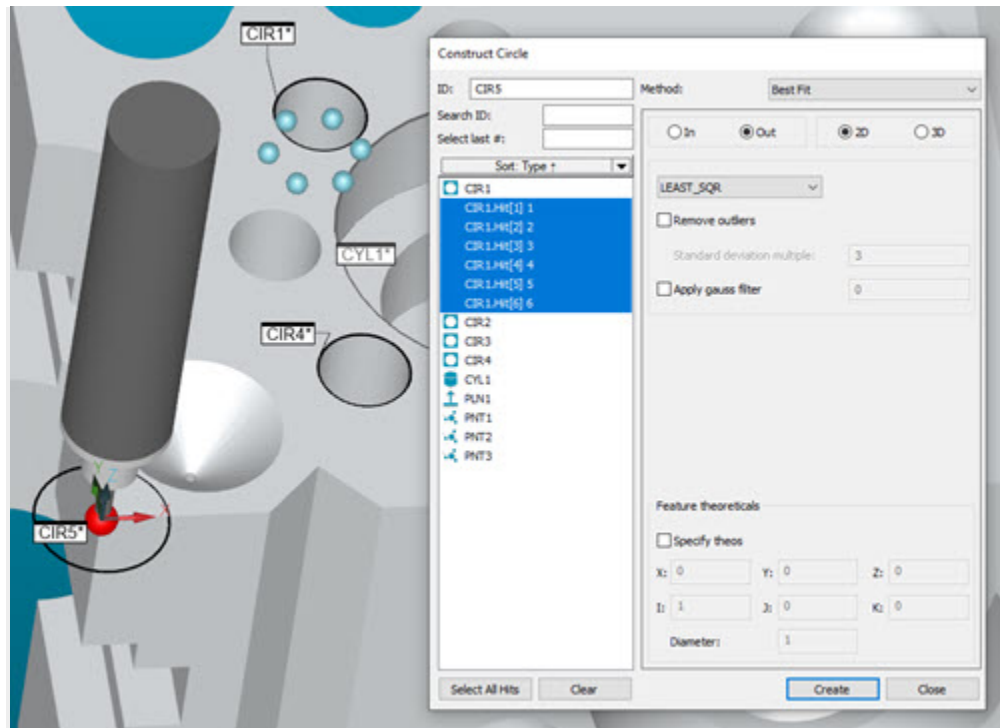 CIR1*
CYL1*
CIR4*
Y
Z
X
CIR5*
Construct Circle
ID: CIR5
Method: Best Fit
Search ID:
Select last #:
In Out 2D 3D
Sort: Type ↑
LEAST_SQR
Remove outliers
Standard deviation multiple: 3
Apply gauss filter 0
CIR1
CIR1.Hit[1] 1
CIR1.Hit[2] 2
CIR1.Hit[3] 3
CIR1.Hit[4] 4
CIR1.Hit[5] 5
CIR1.Hit[6] 6
CIR2
CIR3
CIR4
CYL1
PLN1
PNT1
PNT2
PNT3
Feature theoreticals
Specify theos
X: 0 Y: 0 Z: 0
I: 1 J: 0 K: 0
Diameter: 1
Select All Hits Clear Create Close